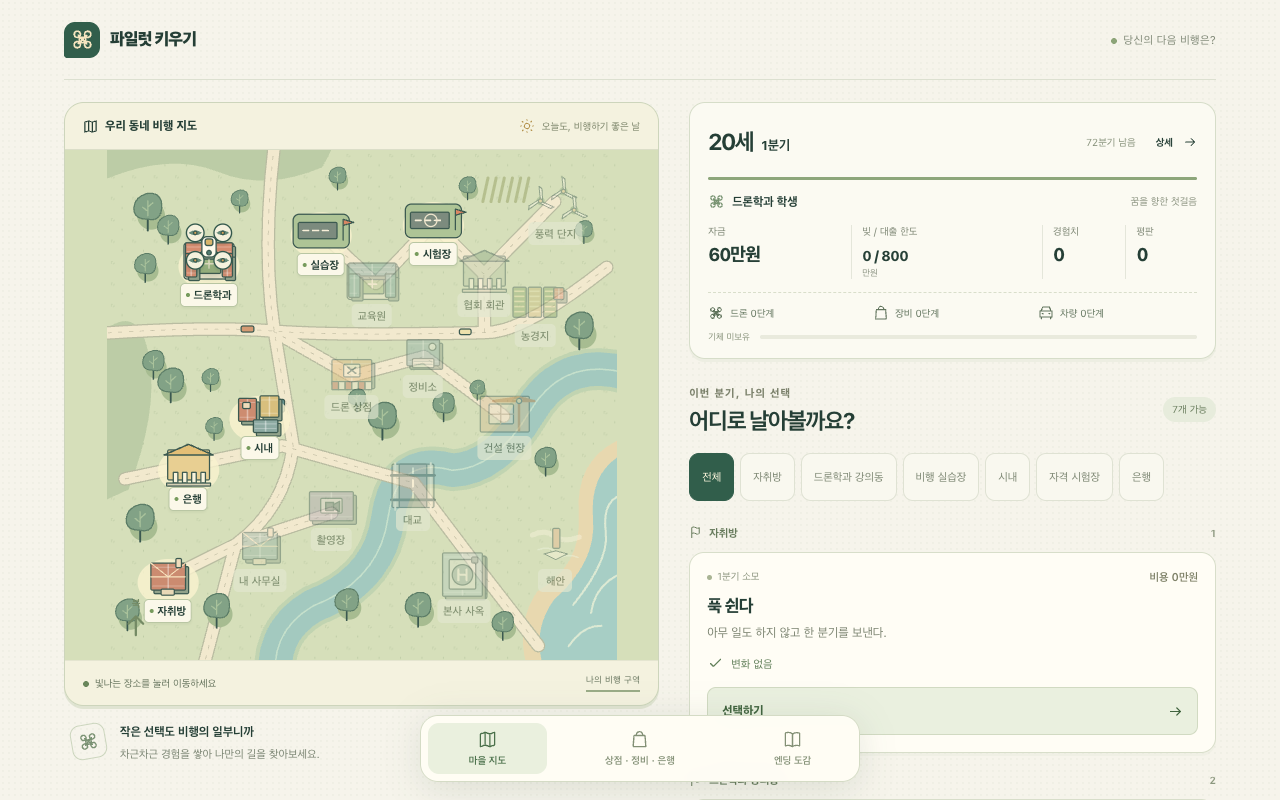 파일럿 키우기
당신의 다음 비행은?
우리 동네 비행 지도
오늘도, 비행하기 좋은 날
풍력 단지
시험장
실습장
드론학과
협회 회관
교육원
농경지
정비소
드론 상점
시내
건설 현장
은행
대교
촬영장
내 사무실
해안
자취방
본사 사옥
H
빛나는 장소를 눌러 이동하세요
나의 비행 구역
작은 선택도 비행의 일부니까
차근차근 경험을 쌓아 나만의 길을 찾아보세요.
20세 1분기
72분기 남음
상세
드론학과 학생
꿈을 향한 첫걸음
자금
60만원
빚 / 대출 한도
0 / 800
만원
경험치
0
평판
0
드론 0단계
장비 0단계
차량 0단계
기체 미보유
이번 분기, 나의 선택
어디로 날아볼까요?
7개 가능
전체
자취방
드론학과 강의동
비행 실습장
시내
자격 시험장
은행
자취방
1
1분기 소모
비용 0만원
푹 쉰다
아무 일도 하지 않고 한 분기를 보낸다.
변화 없음
선택하기
2
마을 지도
상점 · 정비 · 은행
엔딩 도감